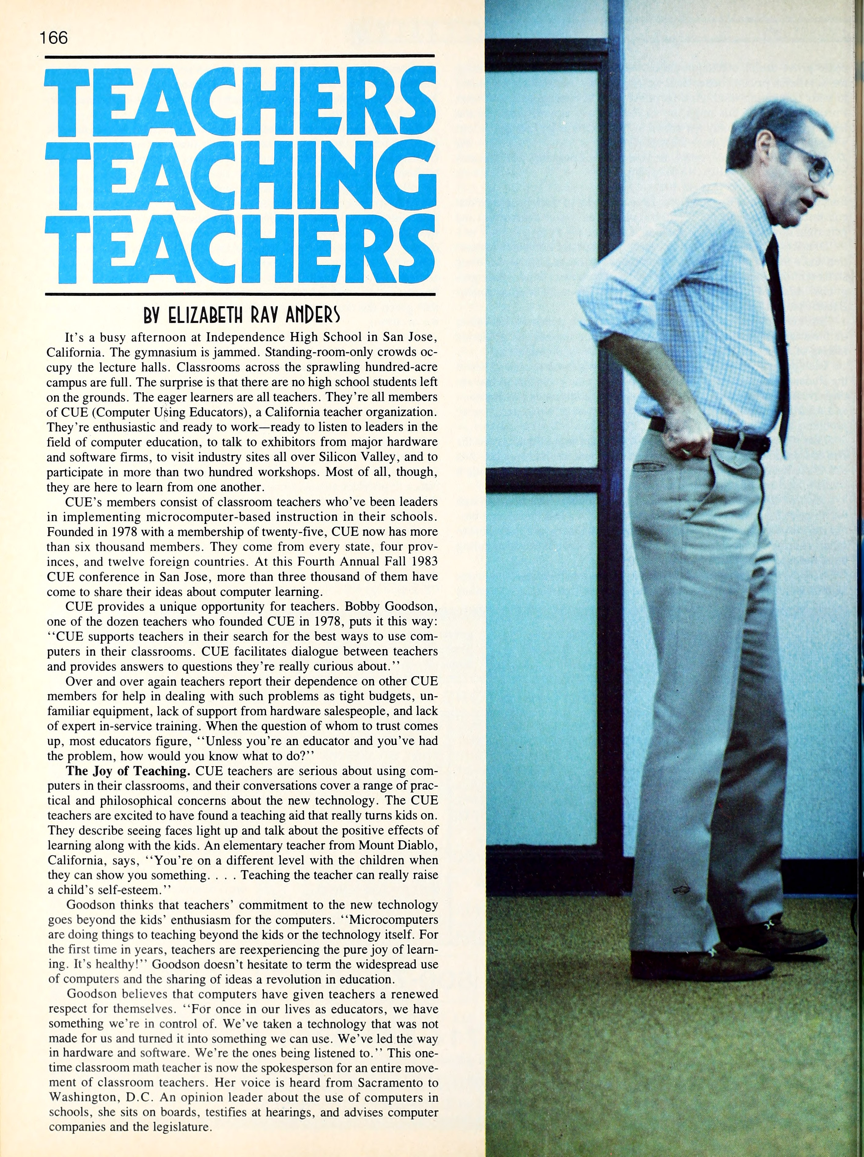 166
TEACHERS
TEACHING
TEACHERS
BY ELIZABETH RAY ANDERS
It's a busy afternoon at Independence High School in San Jose,
California. The gymnasium is jammed. Standing-room-only crowds oc-
cupy the lecture halls. Classrooms across the sprawling hundred-acre
campus are full. The surprise is that there are no high school students left
on the grounds. The eager learners are all teachers. They're all members
of CUE (Computer Using Educators), a California teacher organization.
They're enthusiastic and ready to work—ready to listen to leaders in the
field of computer education, to talk to exhibitors from major hardware
and software firms, to visit industry sites all over Silicon Valley, and to
participate in more than two hundred workshops. Most of all, though,
they are here to learn from one another.
CUE's members consist of classroom teachers who've been leaders
in implementing microcomputer-based instruction in their schools.
Founded in 1978 with a membership of twenty-five, CUE now has more
than six thousand members. They come from every state, four prov-
inces, and twelve foreign countries. At this Fourth Annual Fall 1983
CUE conference in San Jose, more than three thousand of them have
come to share their ideas about computer learning.
CUE provides a unique opportunity for teachers. Bobby Goodson,
one of the dozen teachers who founded CUE in 1978, puts it this way:
''CUE supports teachers in their search for the best ways to use com-
puters in their classrooms. CUE facilitates dialogue between teachers
and provides answers to questions they're really curious about.''
Over and over again teachers report their dependence on other CUE
members for help in dealing with such problems as tight budgets, un-
familiar equipment, lack of support from hardware salespeople, and lack
of expert in-service training. When the question of whom to trust comes
up, most educators figure, ''Unless you're an educator and you've had
the problem, how would you know what to do?''
The Joy of Teaching. CUE teachers are serious about using com-
puters in their classrooms, and their conversations cover a range of prac-
tical and philosophical concerns about the new technology. The CUE
teachers are excited to have found a teaching aid that really turns kids on.
They describe seeing faces light up and talk about the positive effects of
learning along with the kids. An elementary teacher from Mount Diablo,
California, says, ''You're on a different level with the children when
they can show you something. . . . Teaching the teacher can really raise
a child's self-esteem.''
Goodson thinks that teachers' commitment to the new technology
goes beyond the kids' enthusiasm for the computers. ''Microcomputers
are doing things to teaching beyond the kids or the technology itself. For
the first time in years, teachers are reexperiencing the pure joy of learn-
ing. It's healthy!'' Goodson doesn't hesitate to term the widespread use
of computers and the sharing of ideas a revolution in education.
Goodson believes that computers have given teachers a renewed
respect for themselves. ''For once in our lives as educators, we have
something we're in control of. We've taken a technology that was not
made for us and turned it into something we can use. We've led the way
in hardware and software. We're the ones being listened to.'' This one-
time classroom math teacher is now the spokesperson for an entire move-
ment of classroom teachers. Her voice is heard from Sacramento to
Washington, D.C. An opinion leader about the use of computers in
schools, she sits on boards, testifies at hearings, and advises computer
companies and the legislature.